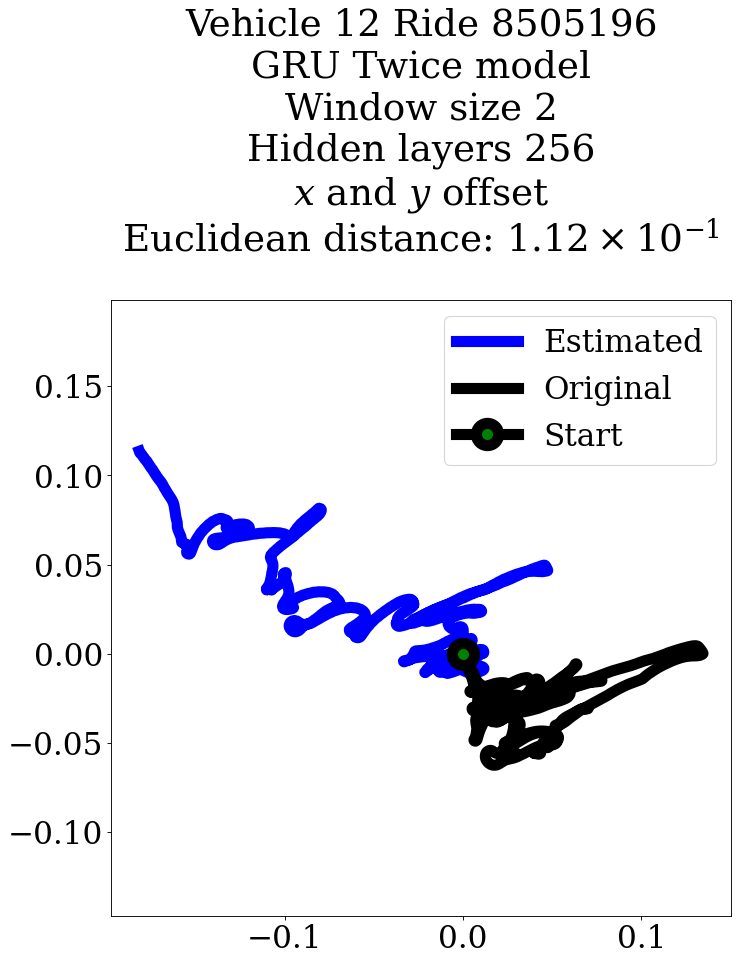 Vehicle 12 Ride 8505196
GRU Twice model
Window size 2
Hidden layers 256
x and y offset
Euclidean distance: 1.12 × 10⁻¹
Estimated
Original
Start
0.15
0.10
0.05
0.00
−0.05
−0.10
−0.1 0.0 0.1